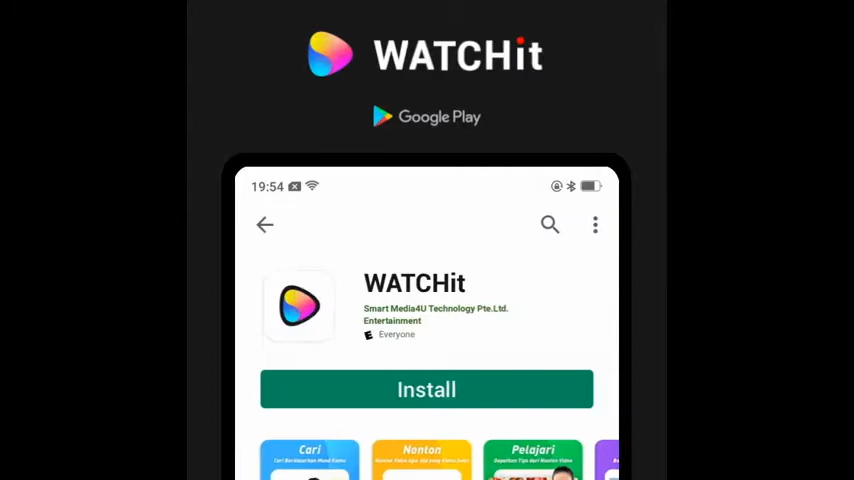 WATCHit
Google Play
19:54
WATCHit
Smart Media4U Technology Pte.Ltd.
Entertainment
E Everyone
Install
Cari
Nonton
Pelajari